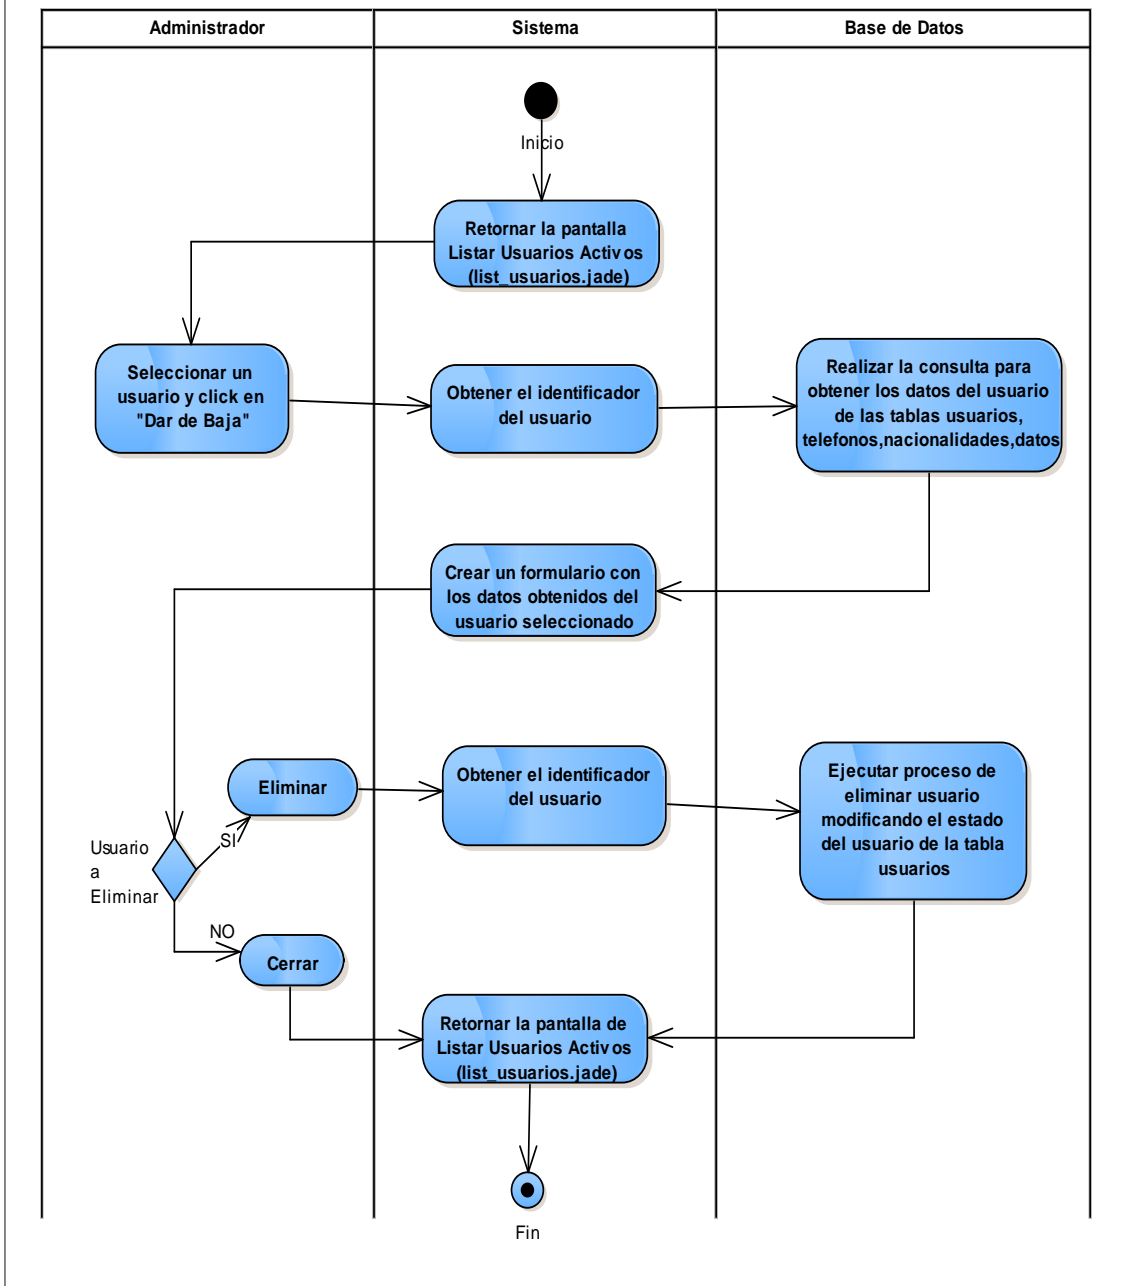 Administrador
Sistema
Base de Datos
Inicio
Retornar la pantalla
Listar Usuarios Activos
(list_usuarios.jade)
Seleccionar un
usuario y click en
"Dar de Baja"
Obtener el identificador
del usuario
Realizar la consulta para
obtener los datos del usuario
de las tablas usuarios,
telefonos,nacionalidades,datos
Crear un formulario con
los datos obtenidos del
usuario seleccionado
Usuario
a
Eliminar
SI
Eliminar
Obtener el identificador
del usuario
Ejecutar proceso de
eliminar usuario
modificando el estado
del usuario de la tabla
usuarios
NO
Cerrar
Retornar la pantalla de
Listar Usuarios Activos
(list_usuarios.jade)
Fin